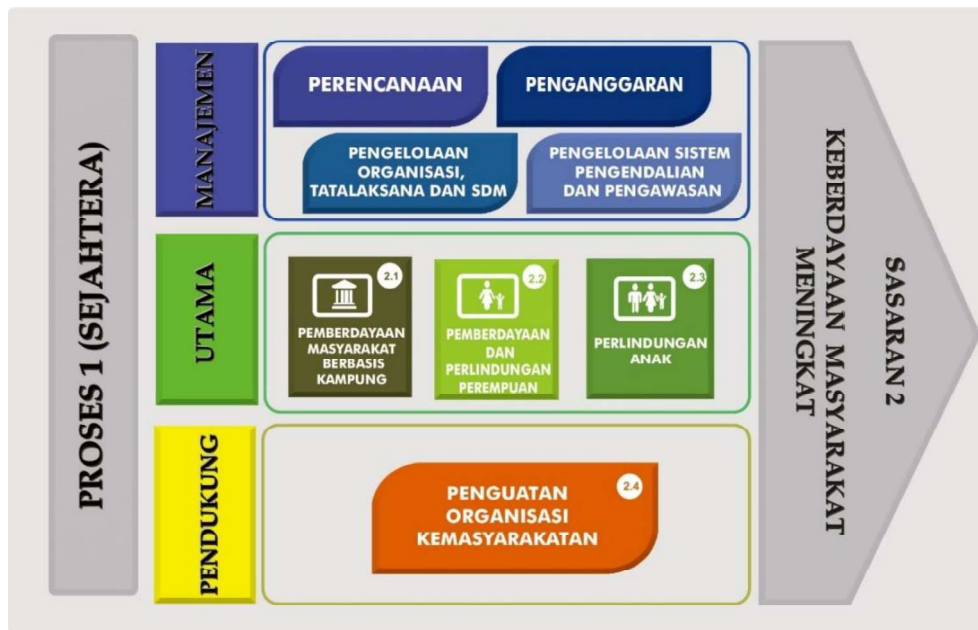 PROSES 1 (SEJAHTERA)
MANAJEMEN
PERENCANAAN
PENGANGGARAN
PENGELOLAAN
ORGANISASI,
TATALAKSANA DAN SDM
PENGELOLAAN SISTEM
PENGENDALIAN
DAN PENGAWASAN
UTAMA
2.1
PEMBERDAYAAN
MASYARAKAT
BERBASIS
KAMPUNG
2.2
PEMBERDAYAAN
DAN
PERLINDUNGAN
PEREMPUAN
2.3
PERLINDUNGAN
ANAK
PENDUKUNG
2.4
PENGUATAN
ORGANISASI
KEMASYARAKATAN
SASARAN 2
KEBERDAYAAN MASYARAKAT
MENINGKAT